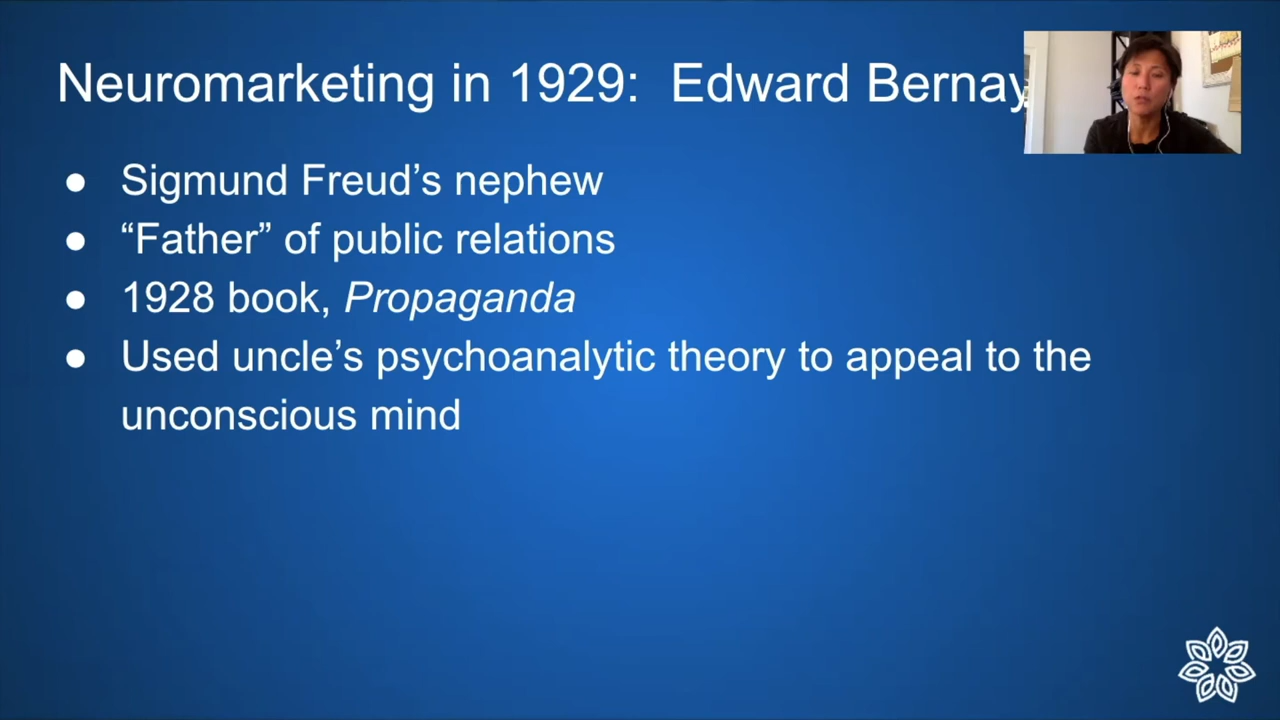 Neuromarketing in 1929: Edward Bernay
● Sigmund Freud’s nephew
● “Father” of public relations
● 1928 book, Propaganda
● Used uncle’s psychoanalytic theory to appeal to the
unconscious mind